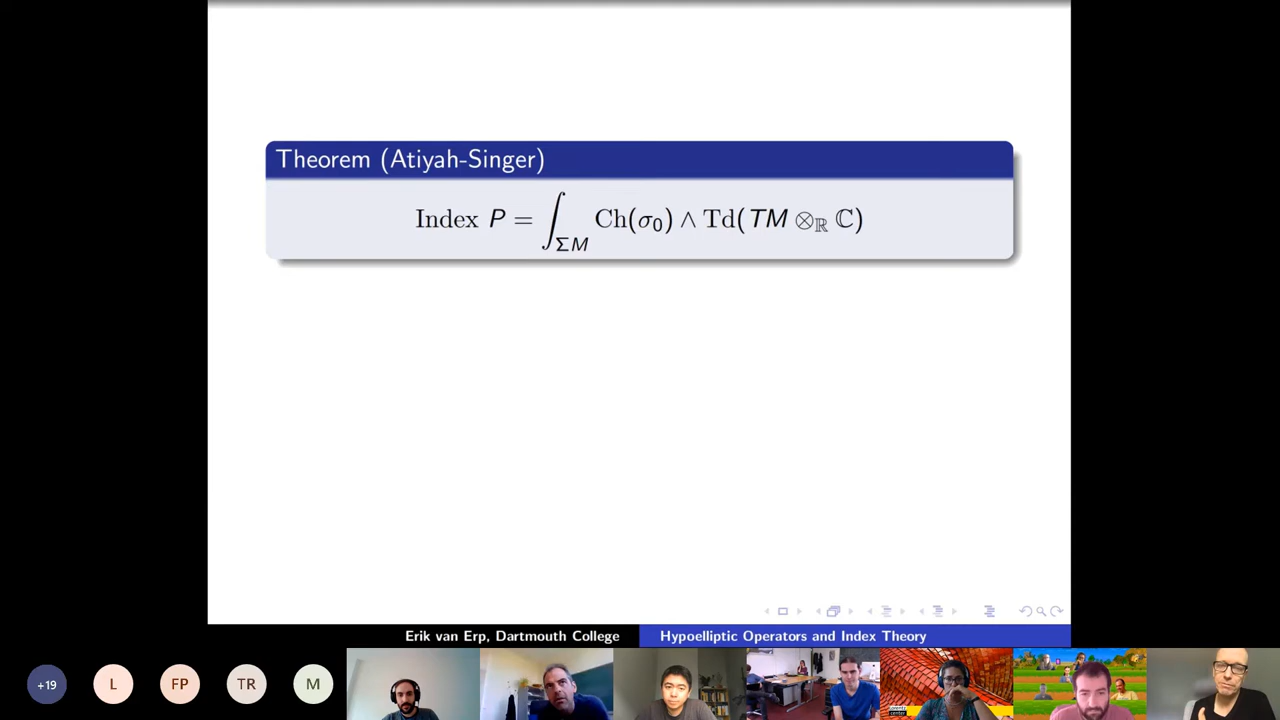 Theorem (Atiyah-Singer)
Index P = ∫_{ΣM} Ch(σ₀) ∧ Td(TM ⊗_ℝ ℂ)
Erik van Erp, Dartmouth College
Hypoelliptic Operators and Index Theory
+19
L
FP
TR
M